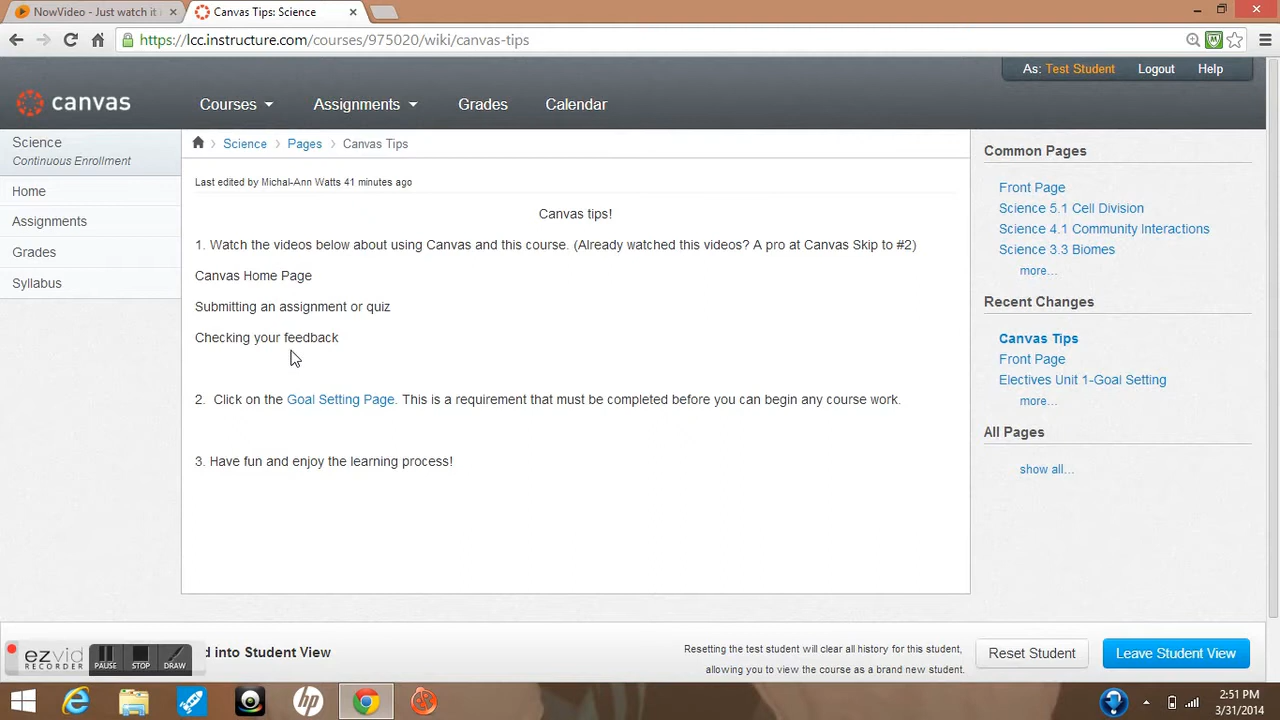 NowVideo - Just watch it
Canvas Tips: Science
https://lcc.instructure.com/courses/975020/wiki/canvas-tips
As: Test Student Logout Help
canvas Courses Assignments Grades Calendar
Science
Continuous Enrollment
Home
Assignments
Grades
Syllabus
Science Pages Canvas Tips
Last edited by Michal-Ann Watts 41 minutes ago
Canvas tips!
1. Watch the videos below about using Canvas and this course. (Already watched this videos? A pro at Canvas Skip to #2)
Canvas Home Page
Submitting an assignment or quiz
Checking your feedback
2. Click on the Goal Setting Page. This is a requirement that must be completed before you can begin any course work.
3. Have fun and enjoy the learning process!
Common Pages
Front Page
Science 5.1 Cell Division
Science 4.1 Community Interactions
Science 3.3 Biomes
more...
Recent Changes
Canvas Tips
Front Page
Electives Unit 1-Goal Setting
more...
All Pages
show all...
ezvid
RECORDER
PAUSE STOP DRAW
d into Student View
Resetting the test student will clear all history for this student,
allowing you to view the course as a brand new student.
Reset Student
Leave Student View
hp
2:51 PM
3/31/2014